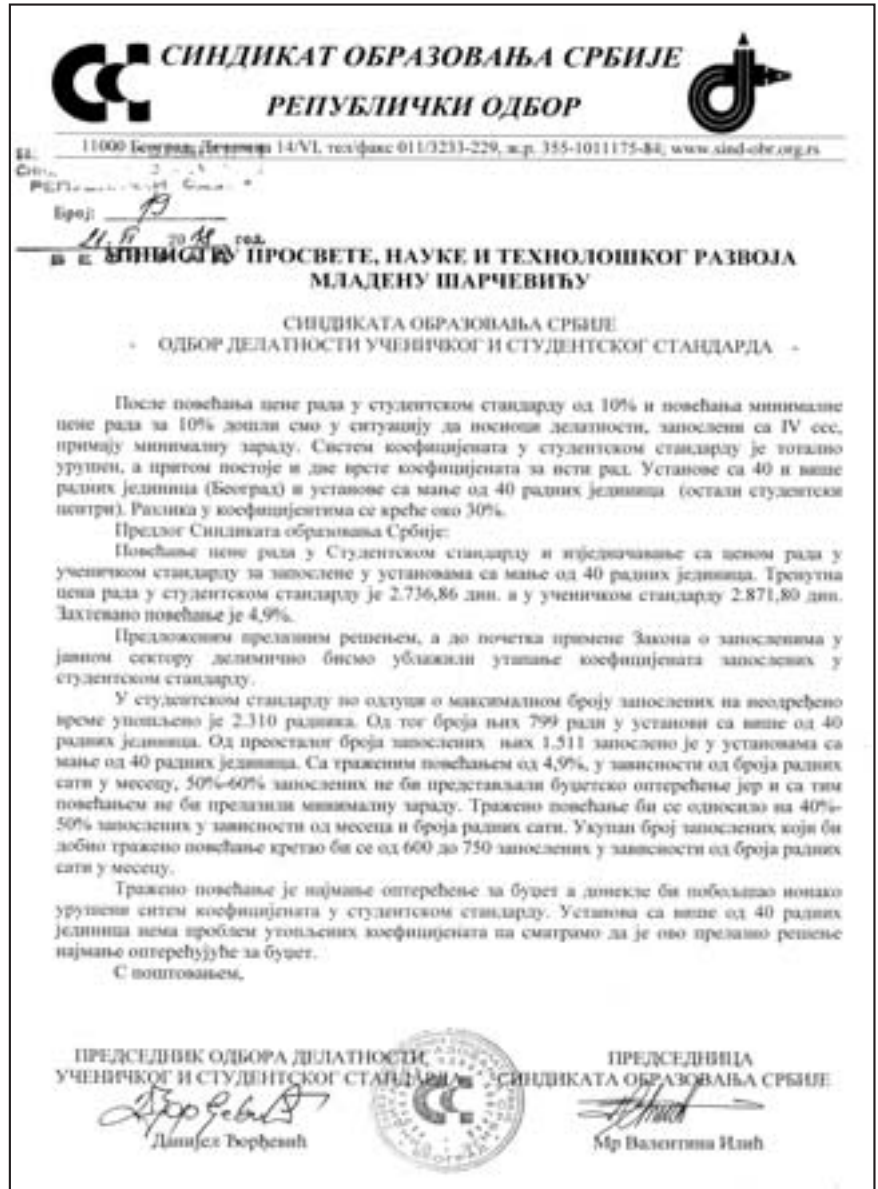 СИНДИКАТ ОБРАЗОВАЊА СРБИЈЕ
РЕПУБЛИЧКИ ОДБОР
11000 Београд, 14/VI, тел/факс 011/3233-229, ж.р. 355-1011175-84, www.sind-obr.org.rs
Број: 19
2018 год.
БЕОГРАД
МИНИСТРУ ПРОСВЕТЕ, НАУКЕ И ТЕХНОЛОШКОГ РАЗВОЈА
МЛАДЕНУ ШАРЧЕВИЋУ
СИНДИКАТА ОБРАЗОВАЊА СРБИЈЕ
- ОДБОР ДЕЛАТНОСТИ УЧЕНИЧКОГ И СТУДЕНТСКОГ СТАНДАРДА -
После повећања цене рада у студентском стандарду од 10% и повећања минималне
цене рада за 10% дошли смо у ситуацију да носиоци делатности, запослени са IV ссс,
примају минималну зараду. Систем коефицијената у студентском стандарду је тотално
урушен, а притом постоје и две врсте коефицијената за исти рад. Установе са 40 и више
радних јединица (Београд) и установе са мање од 40 радних јединица (остали студентски
центри). Разлика у коефицијентима се креће око 30%.
Предлог Синдиката образовања Србије:
Повећање цене рада у Студентском стандарду и изједначавање са ценом рада у
ученичком стандарду за запослене у установама са мање од 40 радних јединица. Тренутна
цена рада у студентском стандарду је 2.736,86 дин. а у ученичком стандарду 2.871,80 дин.
Захтевано повећање је 4,9%.
Предложеним прелазним решењем, а до почетка примене Закона о запосленима у
јавном сектору делимично бисмо ублажили утапање коефицијената запослених у
студентском стандарду.
У студентском стандарду по одлуци о максималном броју запослених на неодређено
време упошљено је 2.310 радника. Од тог броја њих 799 ради у установи са више од 40
радних јединица. Од преосталог броја запослених њих 1.511 запослено је у установама са
мање од 40 радних јединица. Са траженим повећањем од 4,9%, у зависности од броја радних
сати у месецу, 50%-60% запослених не би представљали буџетско оптерећење јер и са тим
повећањем не би прелазили минималну зараду. Тражено повећање би се односило на 40%-
50% запослених у зависности од месеца и броја радних сати. Укупан број запослених који би
добио тражено повећање кретао би се од 600 до 750 запослених у зависности од броја радних
сати у месецу.
Тражено повећање је најмање оптерећење за буџет а донекле би побољшао ионако
урушени ситем коефицијената у студентском стандарду. Установа са више од 40 радних
јединица нема проблем утопљених коефицијената па сматрамо да је ово прелазно решење
најмање оптерећујуће за буџет.
С поштовањем,
ПРЕДСЕДНИК ОДБОРА ДЕЛАТНОСТИ
УЧЕНИЧКОГ И СТУДЕНТСКОГ СТАНДАРДА
Данијел Ђорђевић
ПРЕДСЕДНИЦА
СИНДИКАТА ОБРАЗОВАЊА СРБИЈЕ
Мр Валентина Илић